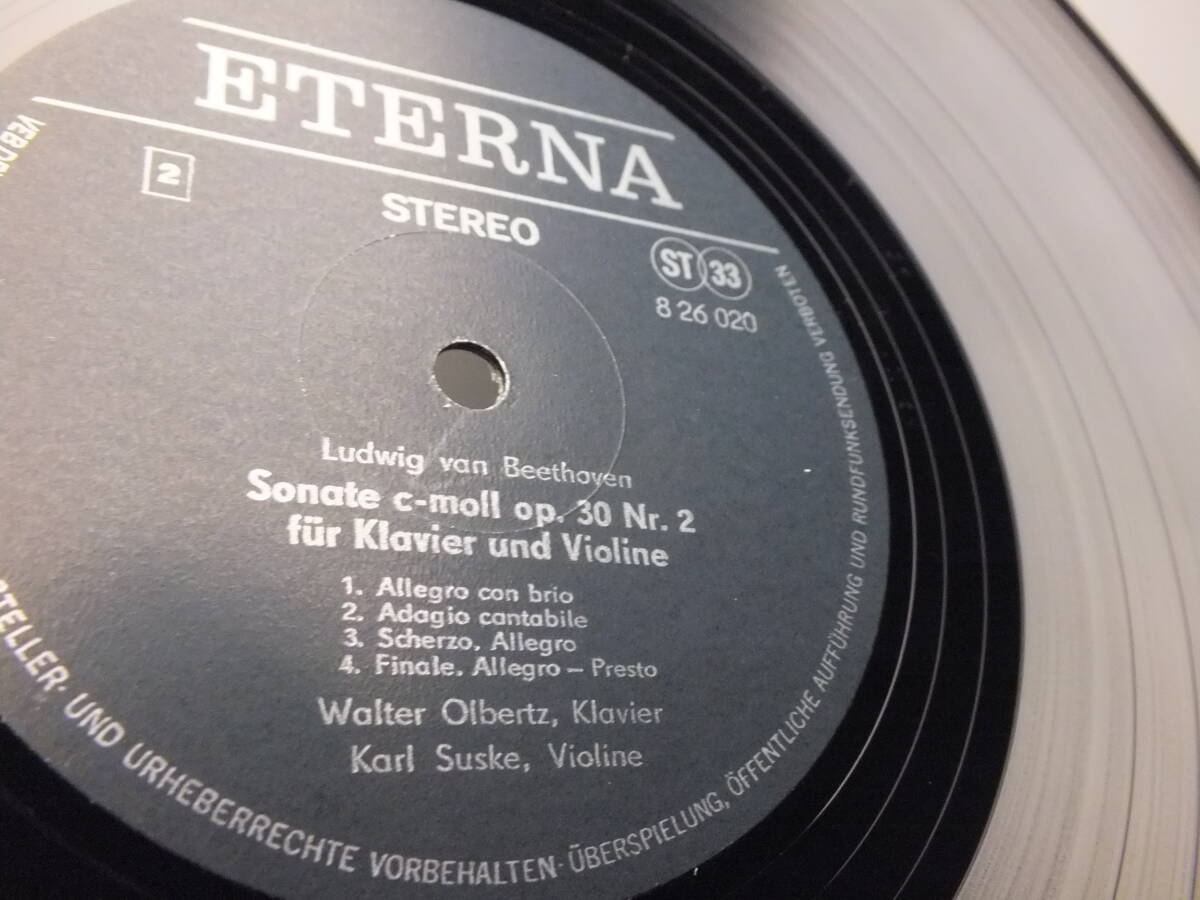 ETERNA
2
STEREO
ST 33
8 26 020
Ludwig van Beethoven
Sonate c-moll op. 30 Nr. 2
für Klavier und Violine
1. Allegro con brio
2. Adagio cantabile
3. Scherzo, Allegro
4. Finale. Allegro – Presto
Walter Olbertz, Klavier
Karl Suske, Violine
UND URHEBERRECHTE VORBEHALTEN · ÜBERSPIELUNG, ÖFFENTLICHE AUFFÜHRUNG UND RUNDFUNKSENDUNG VERBOTEN